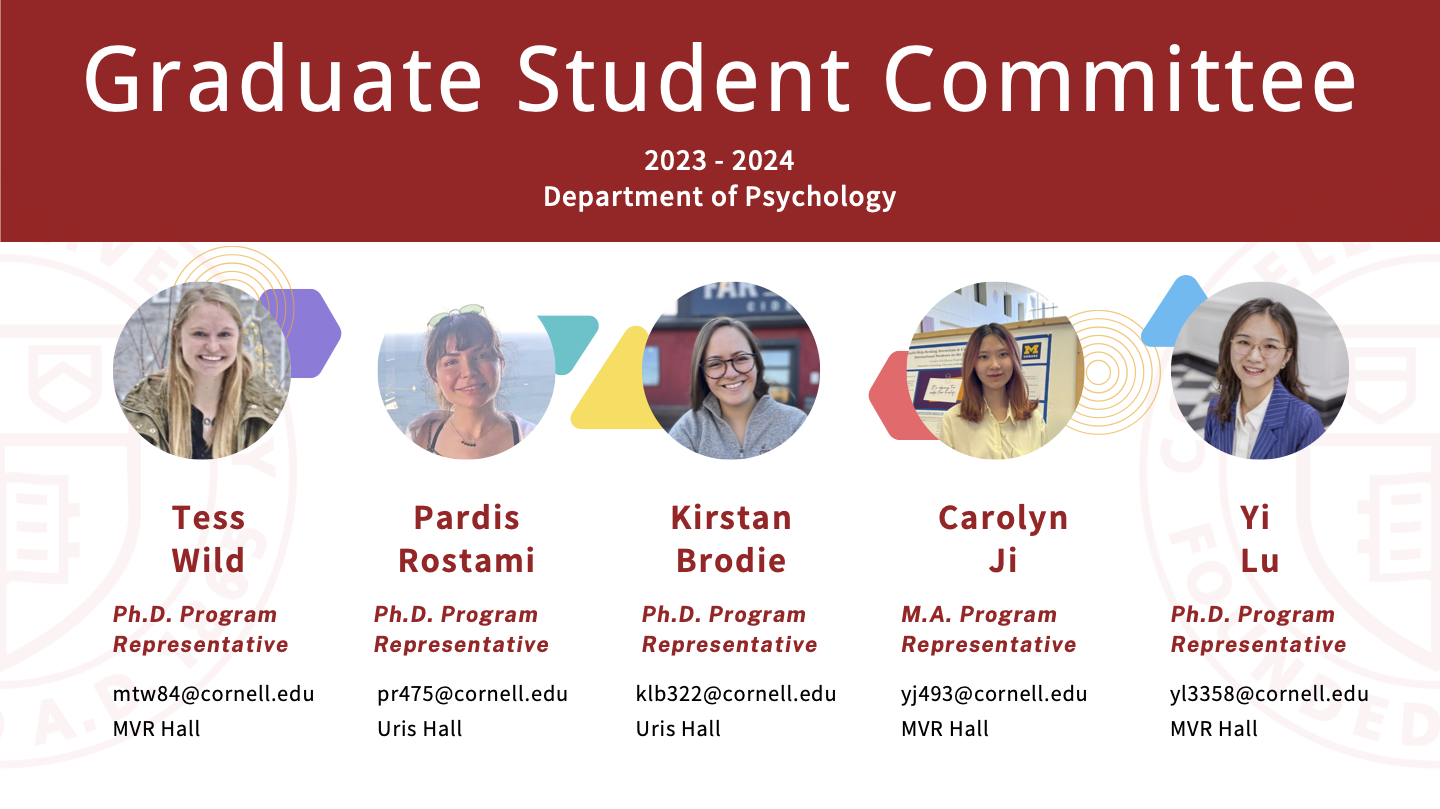 Graduate Student Committee
2023 - 2024
Department of Psychology
Tess
Wild
Ph.D. Program
Representative
mtw84@cornell.edu
MVR Hall
Pardis
Rostami
Ph.D. Program
Representative
pr475@cornell.edu
Uris Hall
Kirstan
Brodie
Ph.D. Program
Representative
klb322@cornell.edu
Uris Hall
Carolyn
Ji
M.A. Program
Representative
yj493@cornell.edu
MVR Hall
Yi
Lu
Ph.D. Program
Representative
yl3358@cornell.edu
MVR Hall